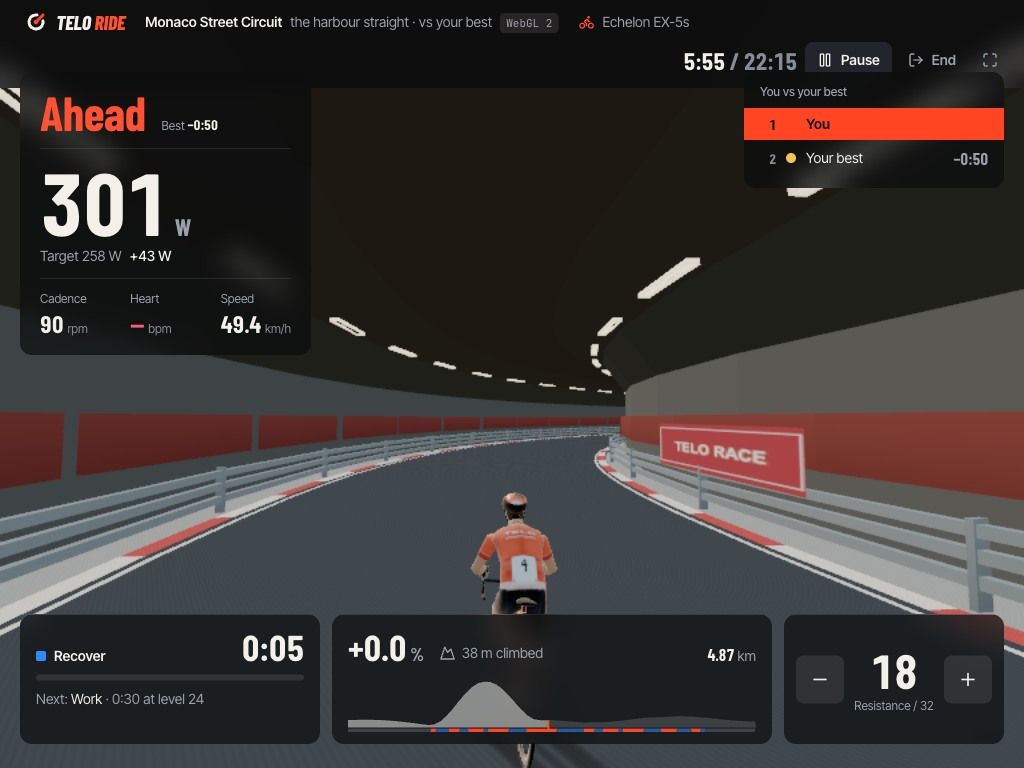 TELO RIDE Monaco Street Circuit the harbour straight · vs your best WebGL 2 Echelon EX-5s
5:55 / 22:15 Pause End
Ahead Best −0:50
301 W
Target 258 W +43 W
Cadence Heart Speed
90 rpm — bpm 49.4 km/h
You vs your best
1 You
2 Your best −0:50
TELO RACE
TELO
4
Recover 0:05
Next: Work · 0:30 at level 24
+0.0 % 38 m climbed 4.87 km
− 18 +
Resistance / 32